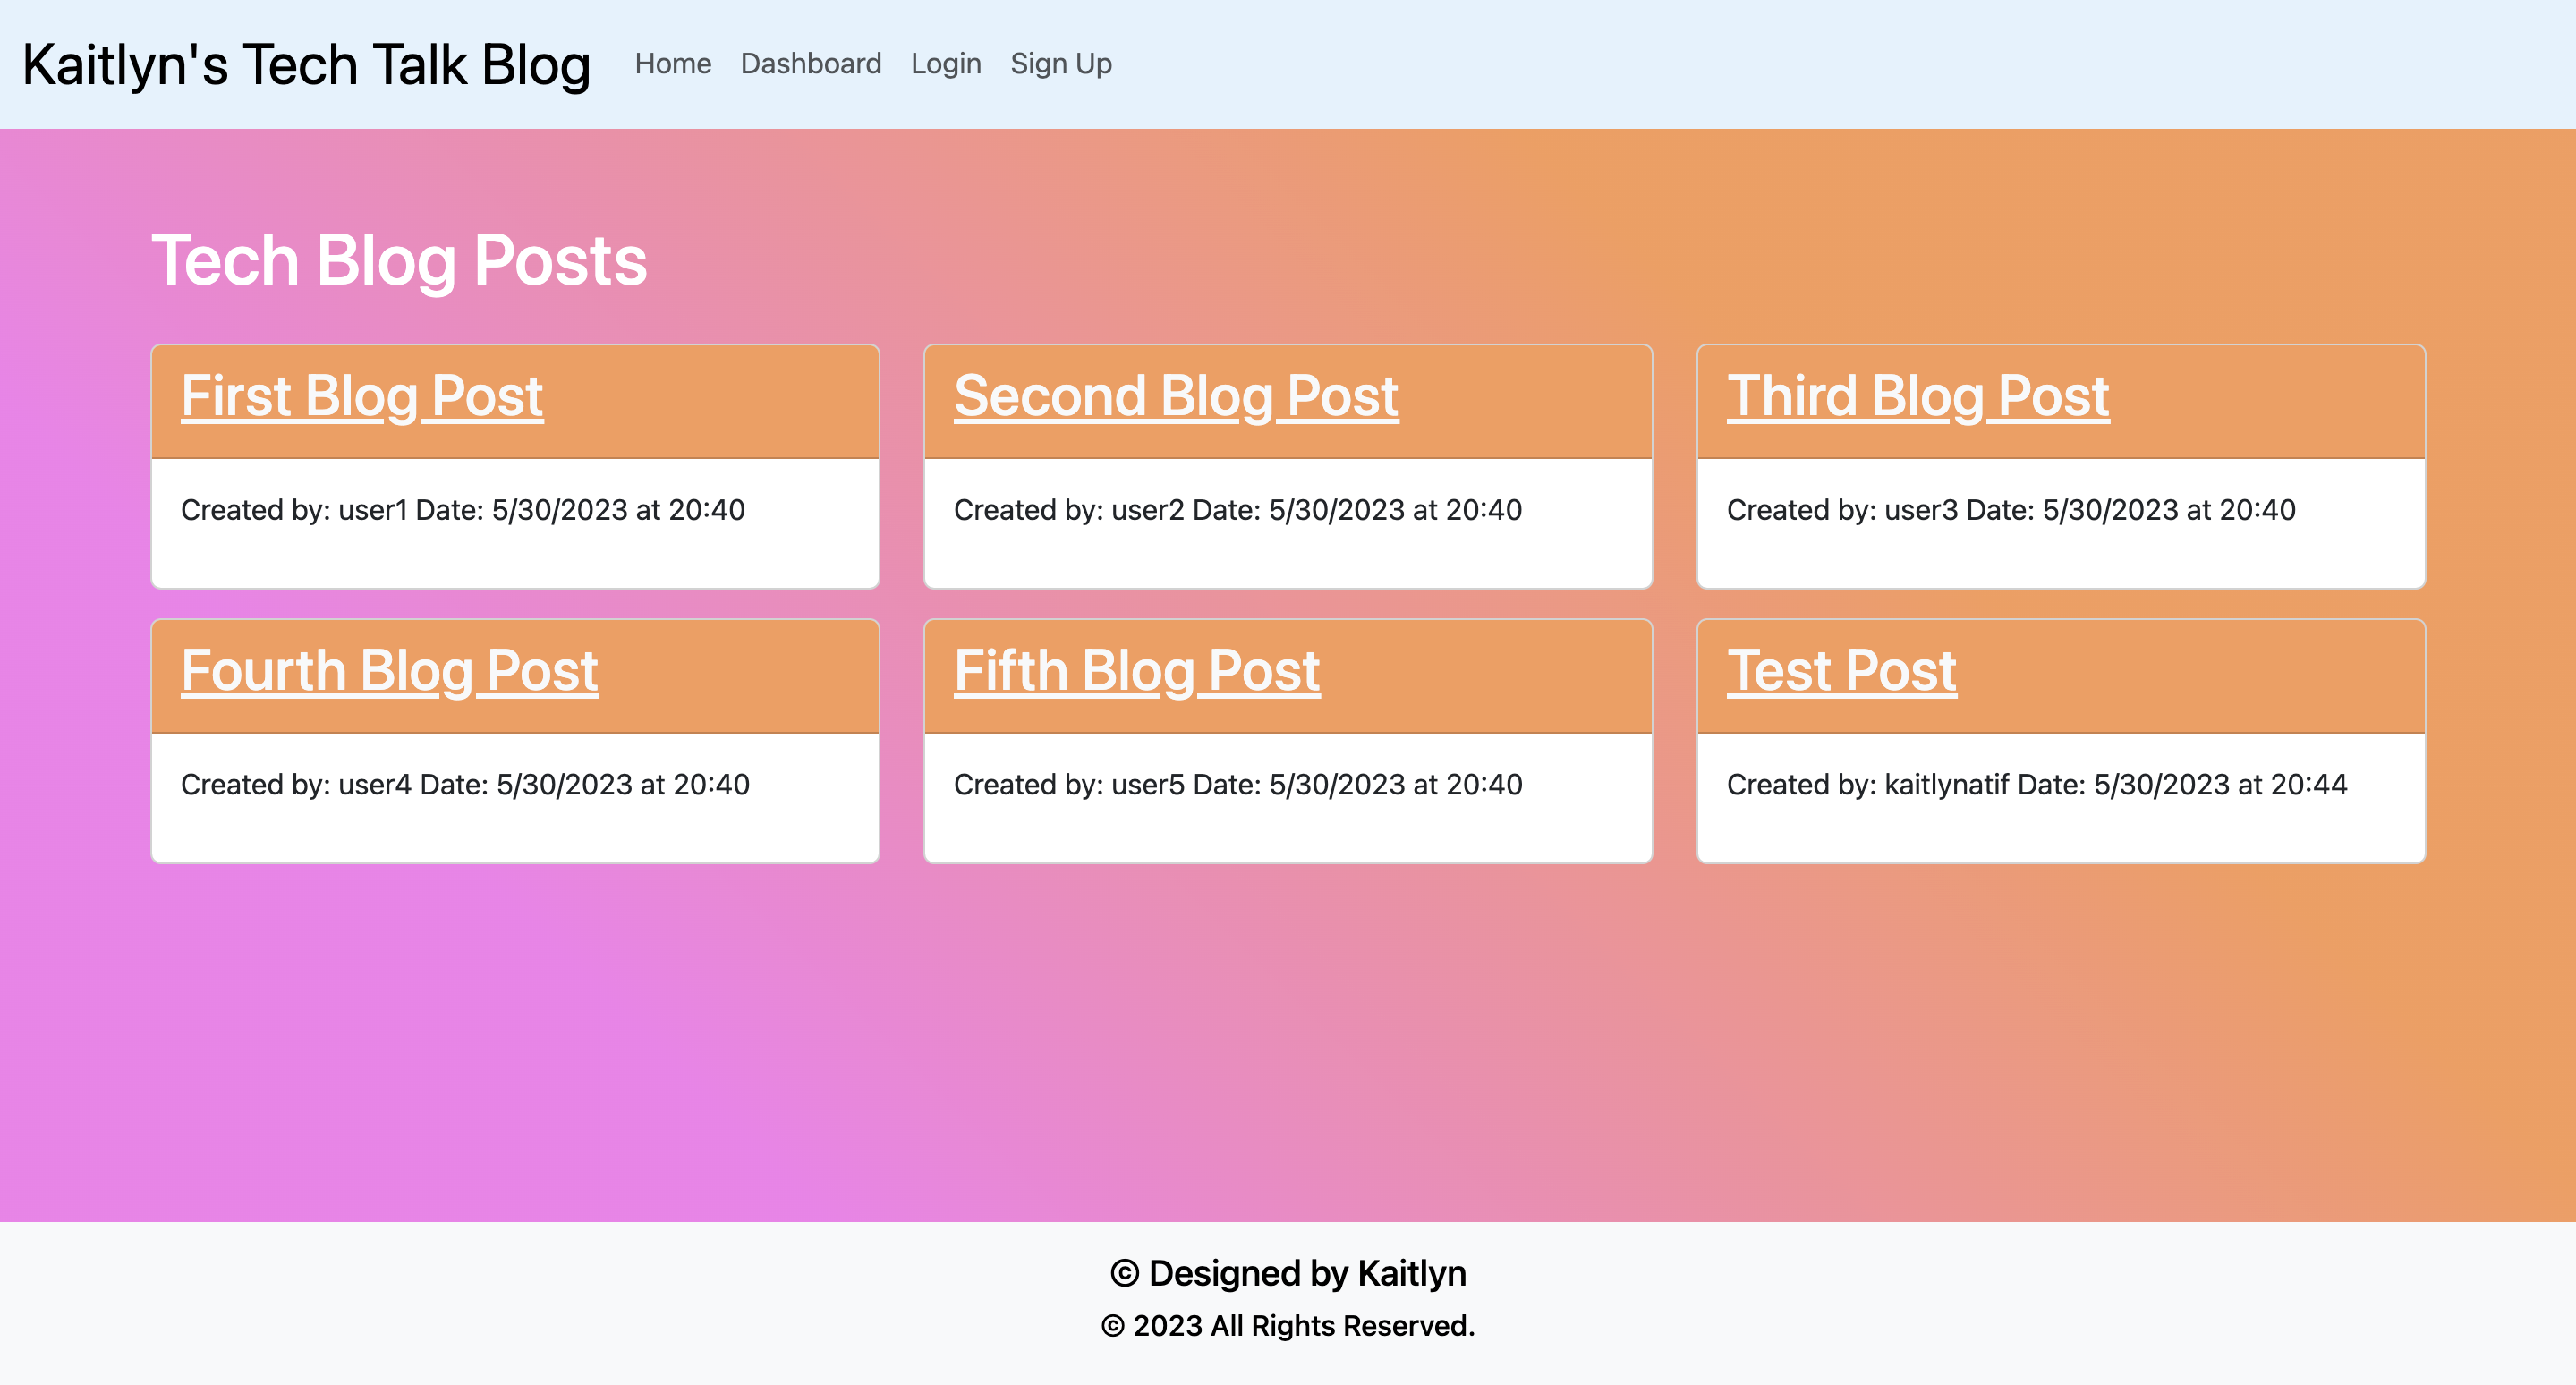 Kaitlyn's Tech Talk Blog
Home Dashboard Login Sign Up
Tech Blog Posts
First Blog Post
Created by: user1 Date: 5/30/2023 at 20:40
Second Blog Post
Created by: user2 Date: 5/30/2023 at 20:40
Third Blog Post
Created by: user3 Date: 5/30/2023 at 20:40
Fourth Blog Post
Created by: user4 Date: 5/30/2023 at 20:40
Fifth Blog Post
Created by: user5 Date: 5/30/2023 at 20:40
Test Post
Created by: kaitlynatif Date: 5/30/2023 at 20:44
© Designed by Kaitlyn
© 2023 All Rights Reserved.